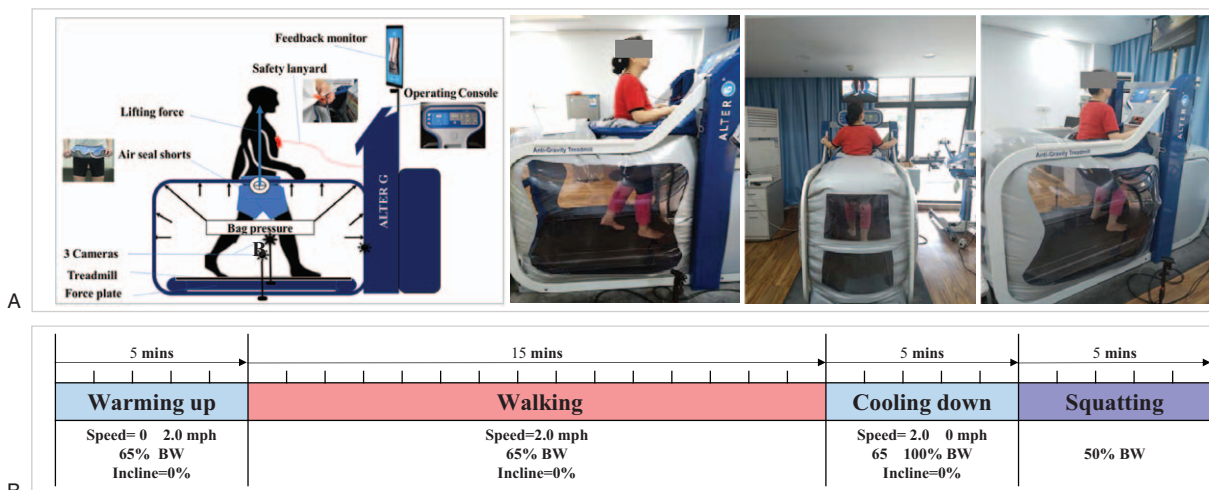 A
Feedback monitor
Safety lanyard
Operating Console
Lifting force
Air seal shorts
Bag pressure
B
3 Cameras
Treadmill
Force plate
ALTER G
Anti-Gravity Treadmill
ALTER G
Anti-Gravity Treadmill
ALTER G
B
5 mins
15 mins
5 mins
5 mins
Warming up
Walking
Cooling down
Squatting
Speed= 0 2.0 mph
Speed=2.0 mph
Speed= 2.0 0 mph
65% BW
65% BW
65 100% BW
50% BW
Incline=0%
Incline=0%
Incline=0%